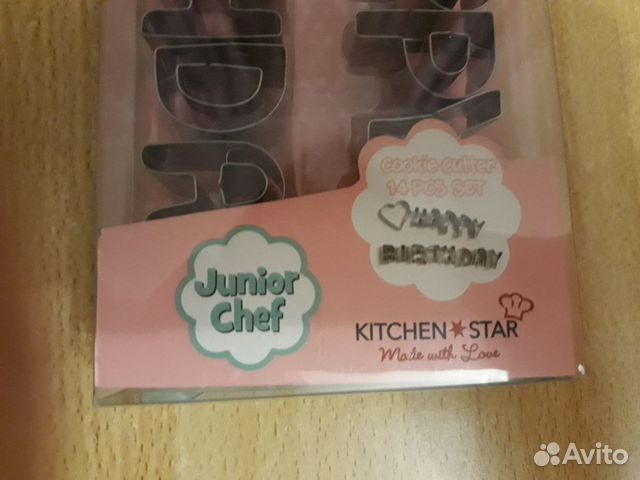 Cookie Cutter
14 PCS SET
HAPPY
BIRTHDAY
Junior
Chef
KITCHEN STAR
Made with Love
Avito